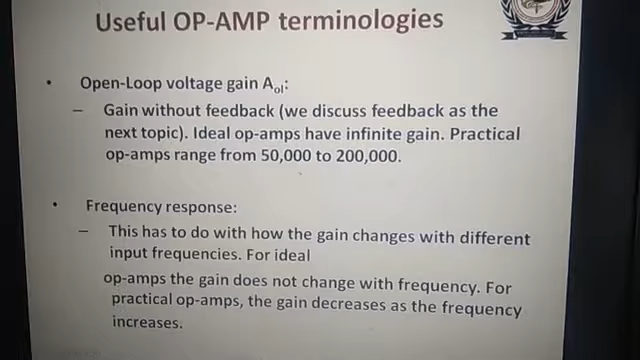 Useful OP-AMP terminologies
• Open-Loop voltage gain Aol:
– Gain without feedback (we discuss feedback as the
next topic). Ideal op-amps have infinite gain. Practical
op-amps range from 50,000 to 200,000.
• Frequency response:
– This has to do with how the gain changes with different
input frequencies. For ideal
op-amps the gain does not change with frequency. For
practical op-amps, the gain decreases as the frequency
increases.